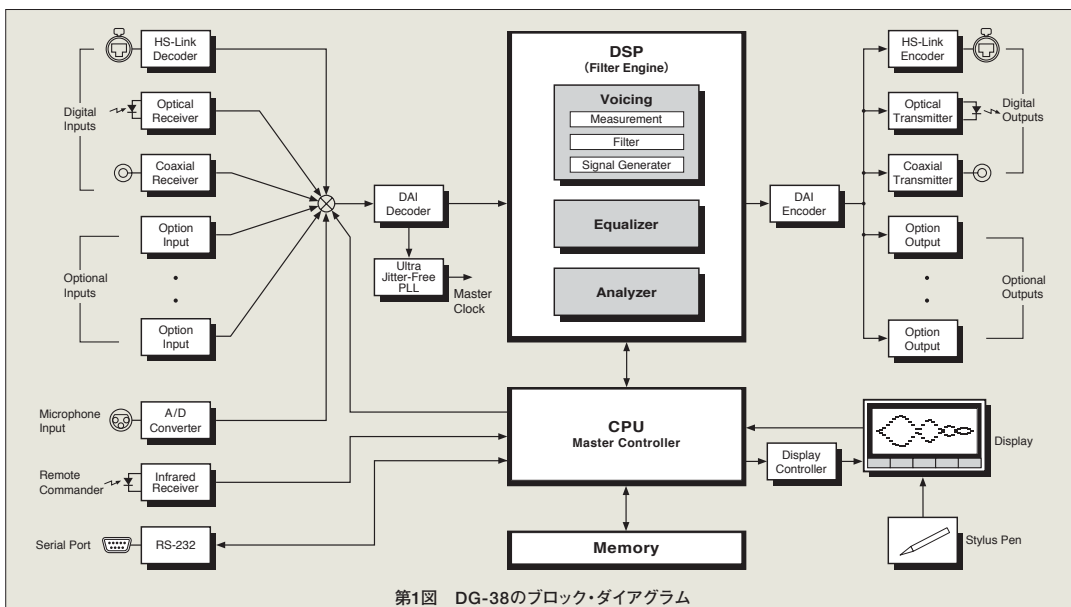 HS-Link
Decoder
Digital
Inputs
Optical
Receiver
Coaxial
Receiver
Option
Input
Optional
Inputs
Option
Input
Microphone
Input
A/D
Converter
Remote
Commander
Infrared
Receiver
Serial Port
RS-232
DAI
Decoder
Ultra
Jitter-Free
PLL
Master
Clock
DSP
(Filter Engine)
Voicing
Measurement
Filter
Signal Generater
Equalizer
Analyzer
CPU
Master Controller
Memory
DAI
Encoder
HS-Link
Encoder
Optical
Transmitter
Digital
Outputs
Coaxial
Transmitter
Option
Output
Optional
Outputs
Option
Output
Display
Controller
Display
Stylus Pen
第1図 DG-38のブロック・ダイアグラム